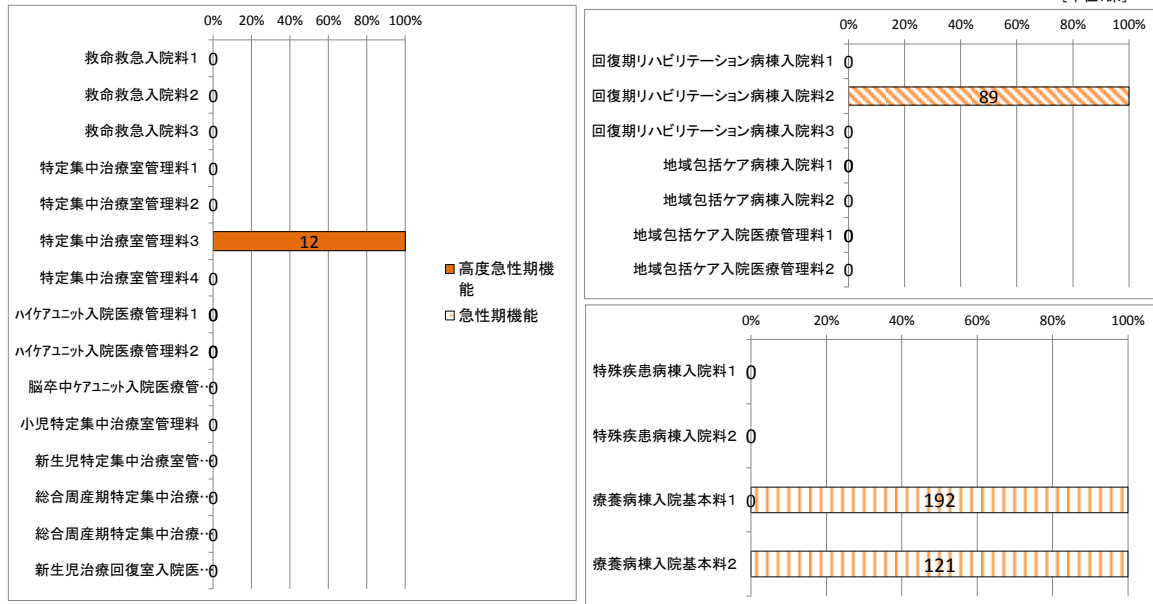 0% 20% 40% 60% 80% 100%
救命救急入院料1 0
救命救急入院料2 0
救命救急入院料3 0
特定集中治療室管理料1 0
特定集中治療室管理料2 0
特定集中治療室管理料3 12
特定集中治療室管理料4 0
ハイケアユニット入院医療管理料1 0
ハイケアユニット入院医療管理料2 0
脳卒中ケアユニット入院医療管… 0
小児特定集中治療室管理料 0
新生児特定集中治療室管… 0
総合周産期特定集中治療… 0
総合周産期特定集中治療… 0
新生児治療回復室入院医… 0
高度急性期機
能
急性期機能
0% 20% 40% 60% 80% 100%
回復期リハビリテーション病棟入院料1 0
回復期リハビリテーション病棟入院料2 89
回復期リハビリテーション病棟入院料3 0
地域包括ケア病棟入院料1 0
地域包括ケア病棟入院料2 0
地域包括ケア入院医療管理料1 0
地域包括ケア入院医療管理料2 0
0% 20% 40% 60% 80% 100%
特殊疾患病棟入院料1 0
特殊疾患病棟入院料2 0
療養病棟入院基本料1 0 192
療養病棟入院基本料2 121